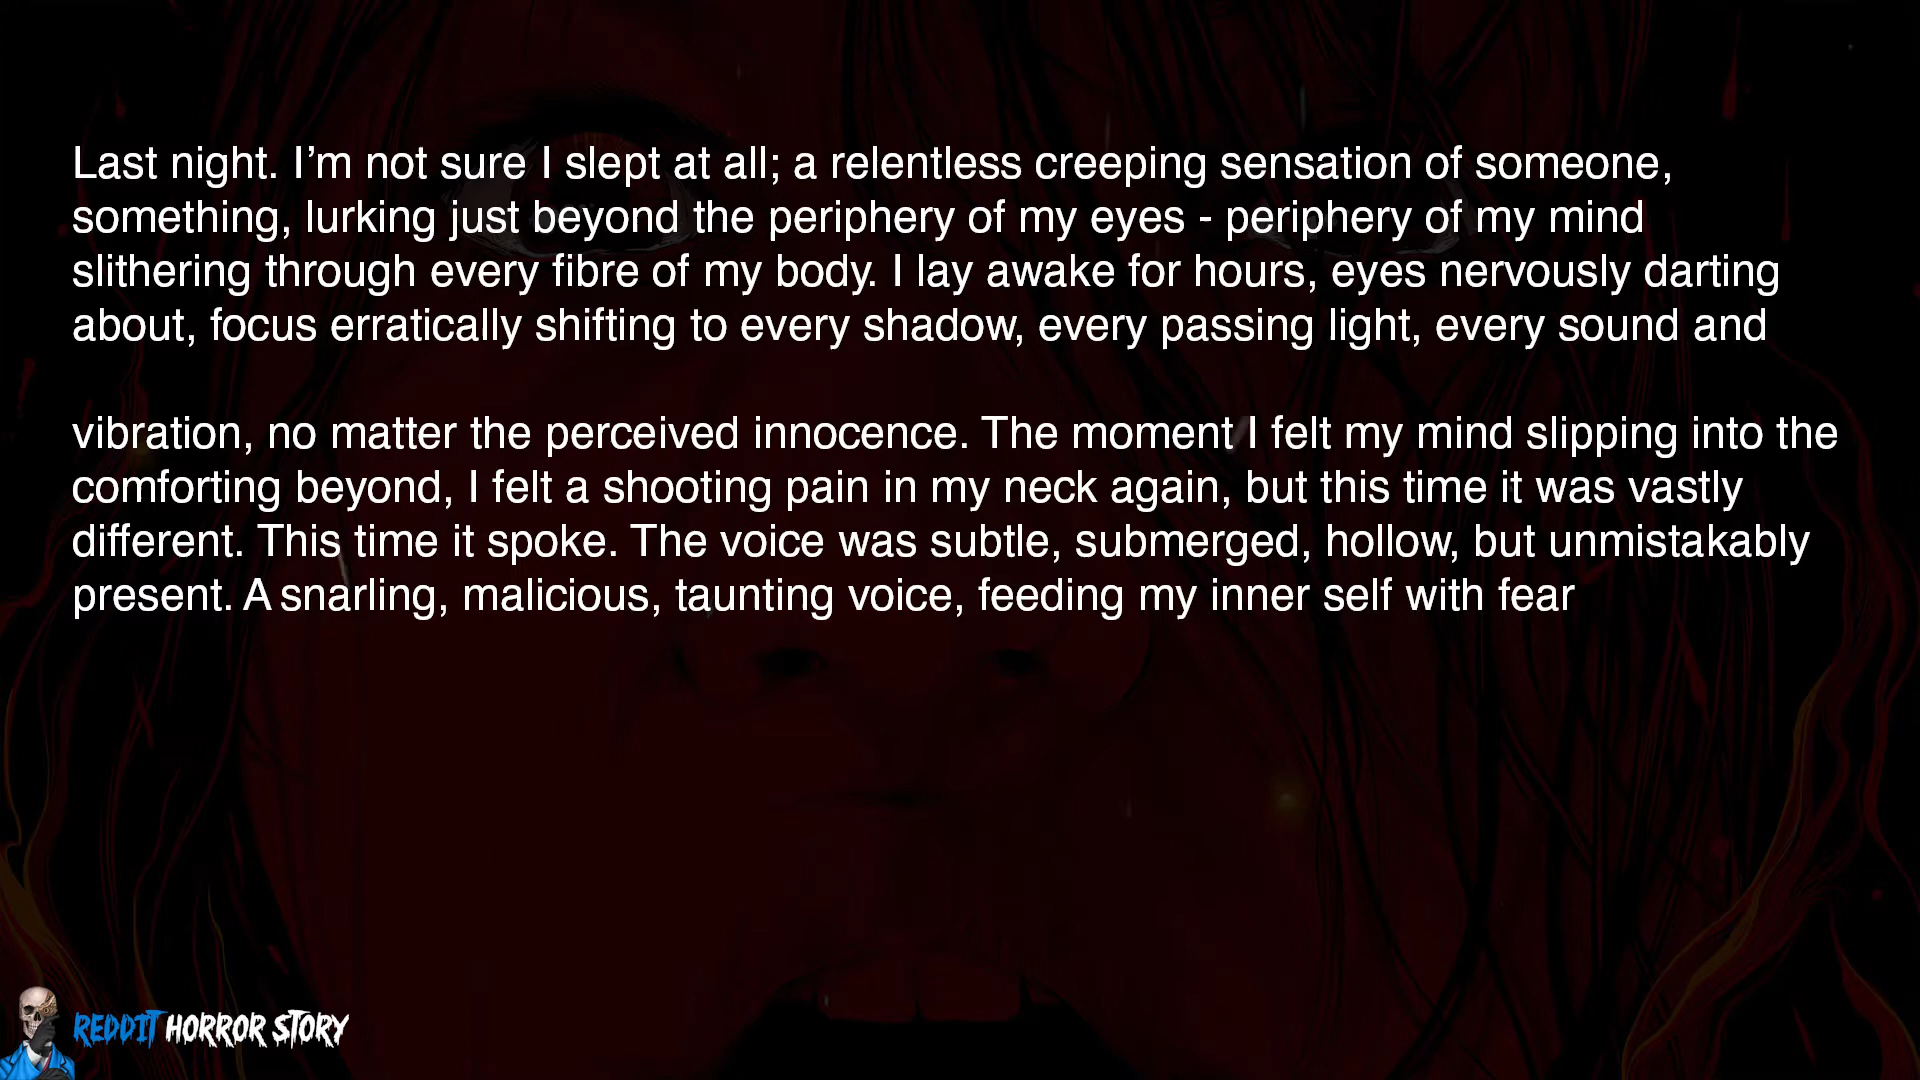 Last night. I’m not sure I slept at all; a relentless creeping sensation of someone,
something, lurking just beyond the periphery of my eyes - periphery of my mind
slithering through every fibre of my body. I lay awake for hours, eyes nervously darting
about, focus erratically shifting to every shadow, every passing light, every sound and
vibration, no matter the perceived innocence. The moment I felt my mind slipping into the
comforting beyond, I felt a shooting pain in my neck again, but this time it was vastly
different. This time it spoke. The voice was subtle, submerged, hollow, but unmistakably
present. A snarling, malicious, taunting voice, feeding my inner self with fear
REDDIT HORROR STORY